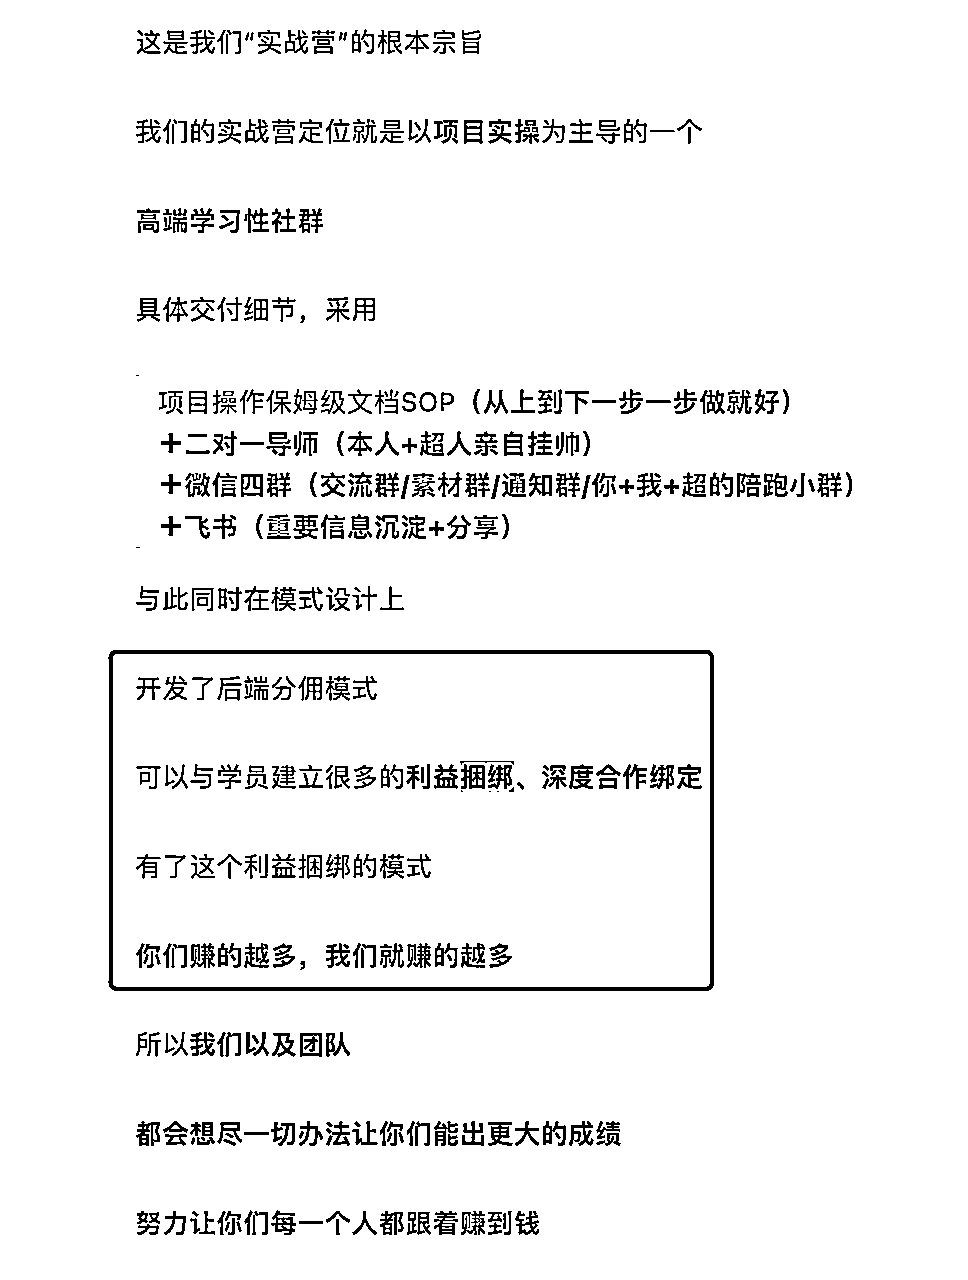 这是我们“实战营”的根本宗旨
我们的实战营定位就是以项目实操为主导的一个
高端学习性社群
具体交付细节，采用
项目操作保姆级文档SOP（从上到下一步一步做就好）
＋二对一导师（本人+超人亲自挂帅）
＋微信四群（交流群/素材群/通知群/你+我+超的陪跑小群）
＋飞书（重要信息沉淀+分享）
与此同时在模式设计上
开发了后端分佣模式
可以与学员建立很多的利益捆绑、深度合作绑定
有了这个利益捆绑的模式
你们赚的越多，我们就赚的越多
所以我们以及团队
都会想尽一切办法让你们能出更大的成绩
努力让你们每一个人都跟着赚到钱